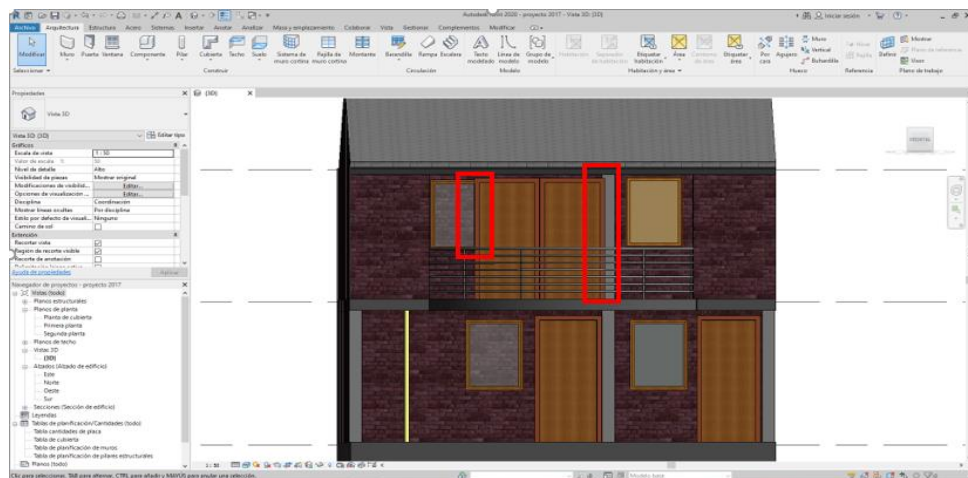 Autodesk Revit 2020 - proyecto 2017 - Vista 3D: {3D}
Iniciar sesión
Archivo Arquitectura Estructura Acero Sistemas Insertar Anotar Analizar Masa y emplazamiento Colaborar Vista Gestionar Complementos Modificar
Modificar Muro Puerta Ventana Componente Pilar Cubierta Techo Suelo Sistema de muro cortina Rejilla de muro cortina Montante Barandilla Rampa Escalera Texto modelado Línea de modelo Grupo de modelo Habitación Separador de habitación Etiquetar habitación Área Contorno de área Etiquetar área Por cara Agujero Muro Vertical Buhardilla Nivel Rejilla Definir Mostrar Plano de referencia Visor
Seleccionar Construir Circulación Modelo Habitación y área Hueco Referencia Plano de trabajo
Propiedades
{3D}
Vista 3D
Vista 3D: {3D} Editar tipo
Gráficos
Escala de vista 1 : 50
Valor de escala 1: 50
Nivel de detalle Alto
Visibilidad de piezas Mostrar original
Modificaciones de visibilid... Editar...
Opciones de visualización ... Editar...
Disciplina Coordinación
Mostrar líneas ocultas Por disciplina
Estilo por defecto de visuali... Ninguno
Camino de sol
Extensión
Recortar vista
Región de recorte visible
Recorte de anotación
Ayuda de propiedades Aplicar
Navegador de proyectos - proyecto 2017
Vistas (todo)
Planos estructurales
Planos de planta
Planta de cubierta
Primera planta
Segunda planta
Planos de techo
Vistas 3D
{3D}
Alzados (Alzado de edificio)
Este
Norte
Oeste
Sur
Secciones (Sección de edificio)
Leyendas
Tablas de planificación/Cantidades (todo)
Tabla cantidades de placa
Tabla de cubierta
Tabla de planificación de muros
Tabla de planificación de pilares estructurales
Planos (todo)
FRONTAL
1 : 50
Clic para seleccionar, TAB para alternar, CTRL para añadir y MAYÚS para anular una selección.
Modelo base